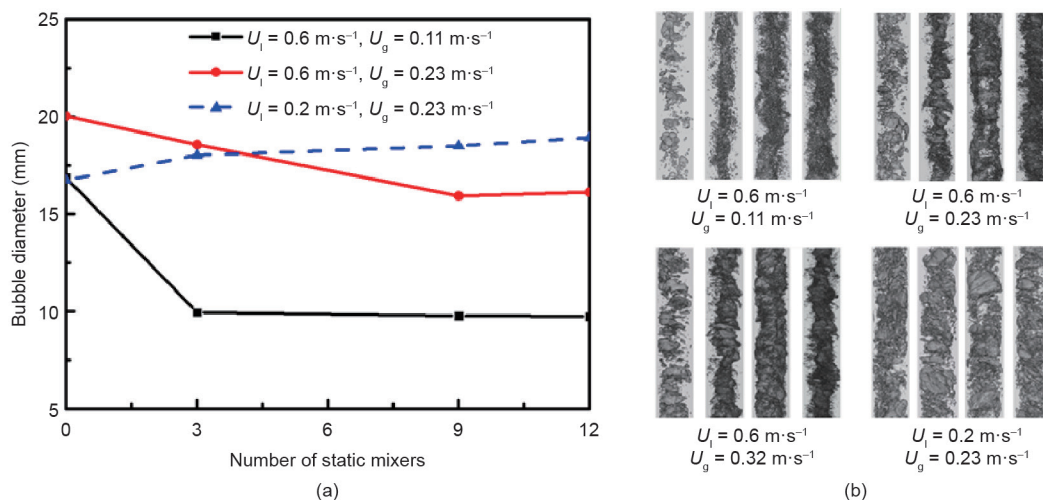 25
20
15
10
5
0
3
6
9
12
Bubble diameter (mm)
Number of static mixers
U_l = 0.6 m·s⁻¹, U_g = 0.11 m·s⁻¹
U_l = 0.6 m·s⁻¹, U_g = 0.23 m·s⁻¹
U_l = 0.2 m·s⁻¹, U_g = 0.23 m·s⁻¹
(a)
U_l = 0.6 m·s⁻¹
U_g = 0.11 m·s⁻¹
U_l = 0.6 m·s⁻¹
U_g = 0.23 m·s⁻¹
U_l = 0.6 m·s⁻¹
U_g = 0.32 m·s⁻¹
U_l = 0.2 m·s⁻¹
U_g = 0.23 m·s⁻¹
(b)